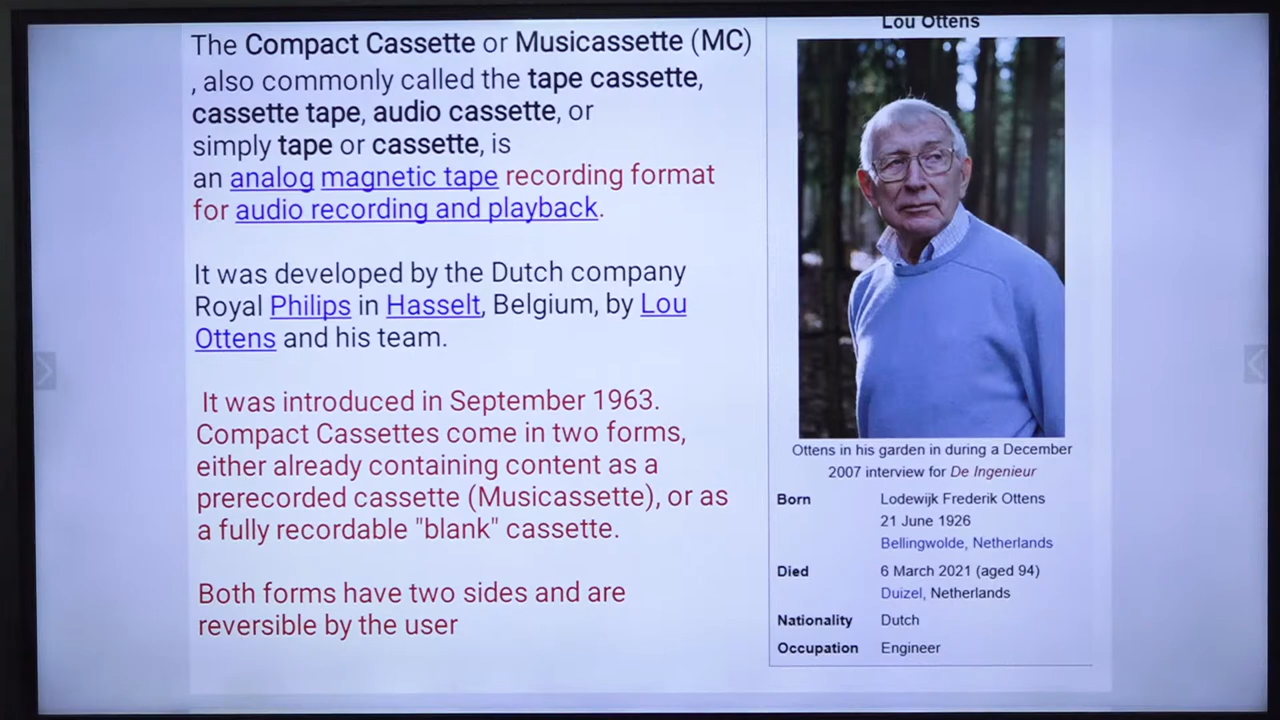 The Compact Cassette or Musicassette (MC)
, also commonly called the tape cassette,
cassette tape, audio cassette, or
simply tape or cassette, is
an analog magnetic tape recording format
for audio recording and playback.
It was developed by the Dutch company
Royal Philips in Hasselt, Belgium, by Lou
Ottens and his team.
It was introduced in September 1963.
Compact Cassettes come in two forms,
either already containing content as a
prerecorded cassette (Musicassette), or as
a fully recordable "blank" cassette.
Both forms have two sides and are
reversible by the user
Lou Ottens
Ottens in his garden in during a December
2007 interview for De Ingenieur
Born Lodewijk Frederik Ottens
21 June 1926
Bellingwolde, Netherlands
Died 6 March 2021 (aged 94)
Duizel, Netherlands
Nationality Dutch
Occupation Engineer